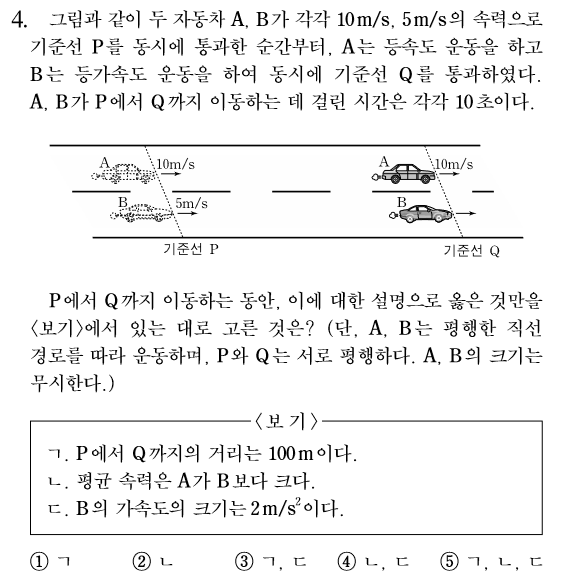 4. 그림과 같이 두 자동차 A, B가 각각 10m/s, 5m/s의 속력으로
기준선 P를 동시에 통과한 순간부터, A는 등속도 운동을 하고
B는 등가속도 운동을 하여 동시에 기준선 Q를 통과하였다.
A, B가 P에서 Q까지 이동하는 데 걸린 시간은 각각 10초이다.
A 10m/s A 10m/s
B 5m/s B
기준선 P 기준선 Q
P에서 Q까지 이동하는 동안, 이에 대한 설명으로 옳은 것만을
<보기>에서 있는 대로 고른 것은? (단, A, B는 평행한 직선
경로를 따라 운동하며, P와 Q는 서로 평행하다. A, B의 크기는
무시한다.)
<보 기>
ㄱ. P에서 Q까지의 거리는 100m이다.
ㄴ. 평균 속력은 A가 B보다 크다.
ㄷ. B의 가속도의 크기는 2m/s²이다.
① ㄱ ② ㄴ ③ ㄱ, ㄷ ④ ㄴ, ㄷ ⑤ ㄱ, ㄴ, ㄷ